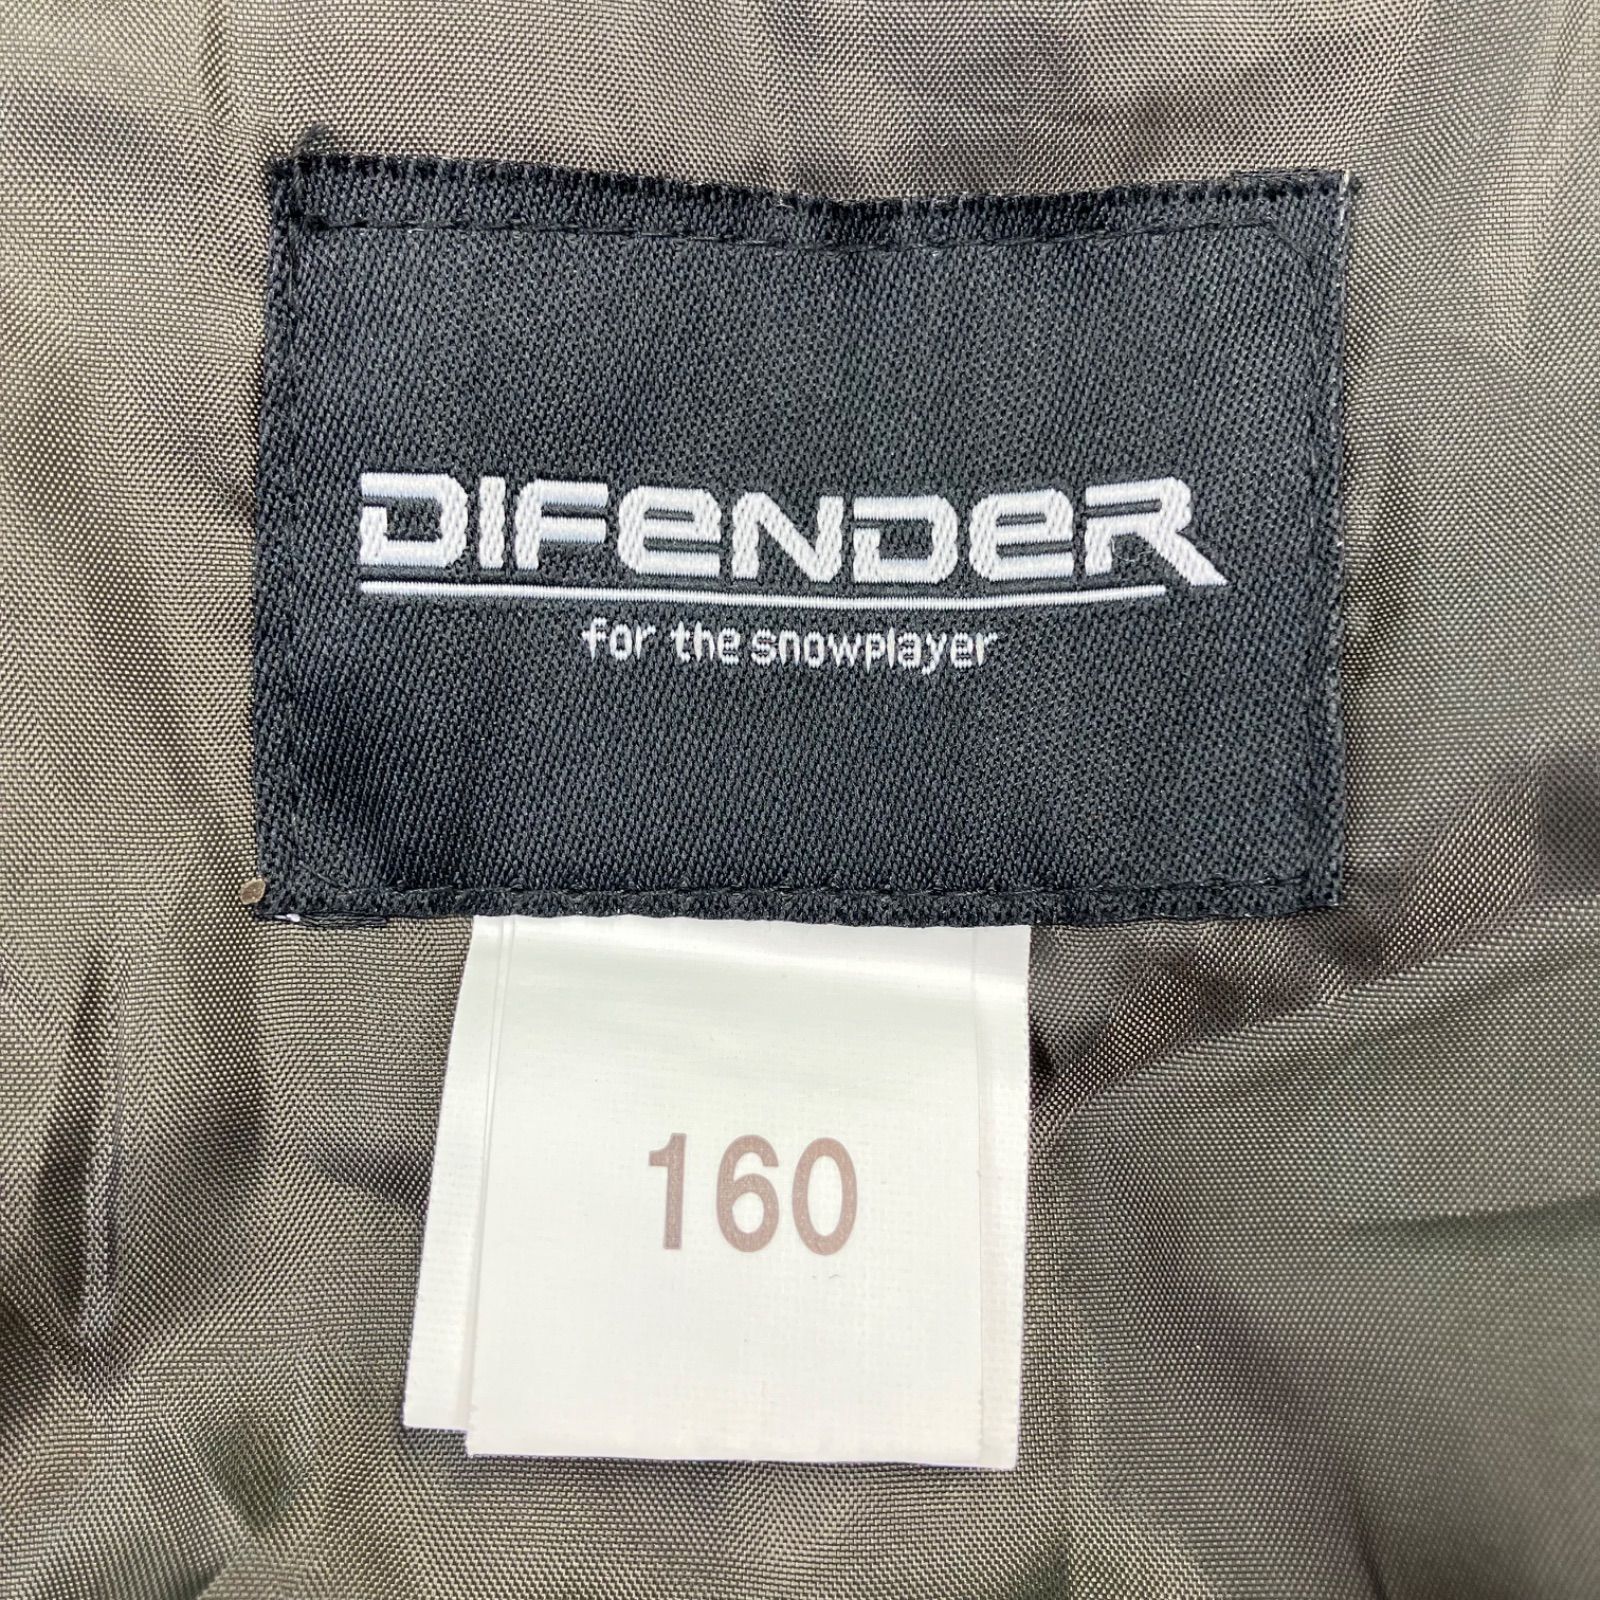 DIFENDER
for the snowplayer
160